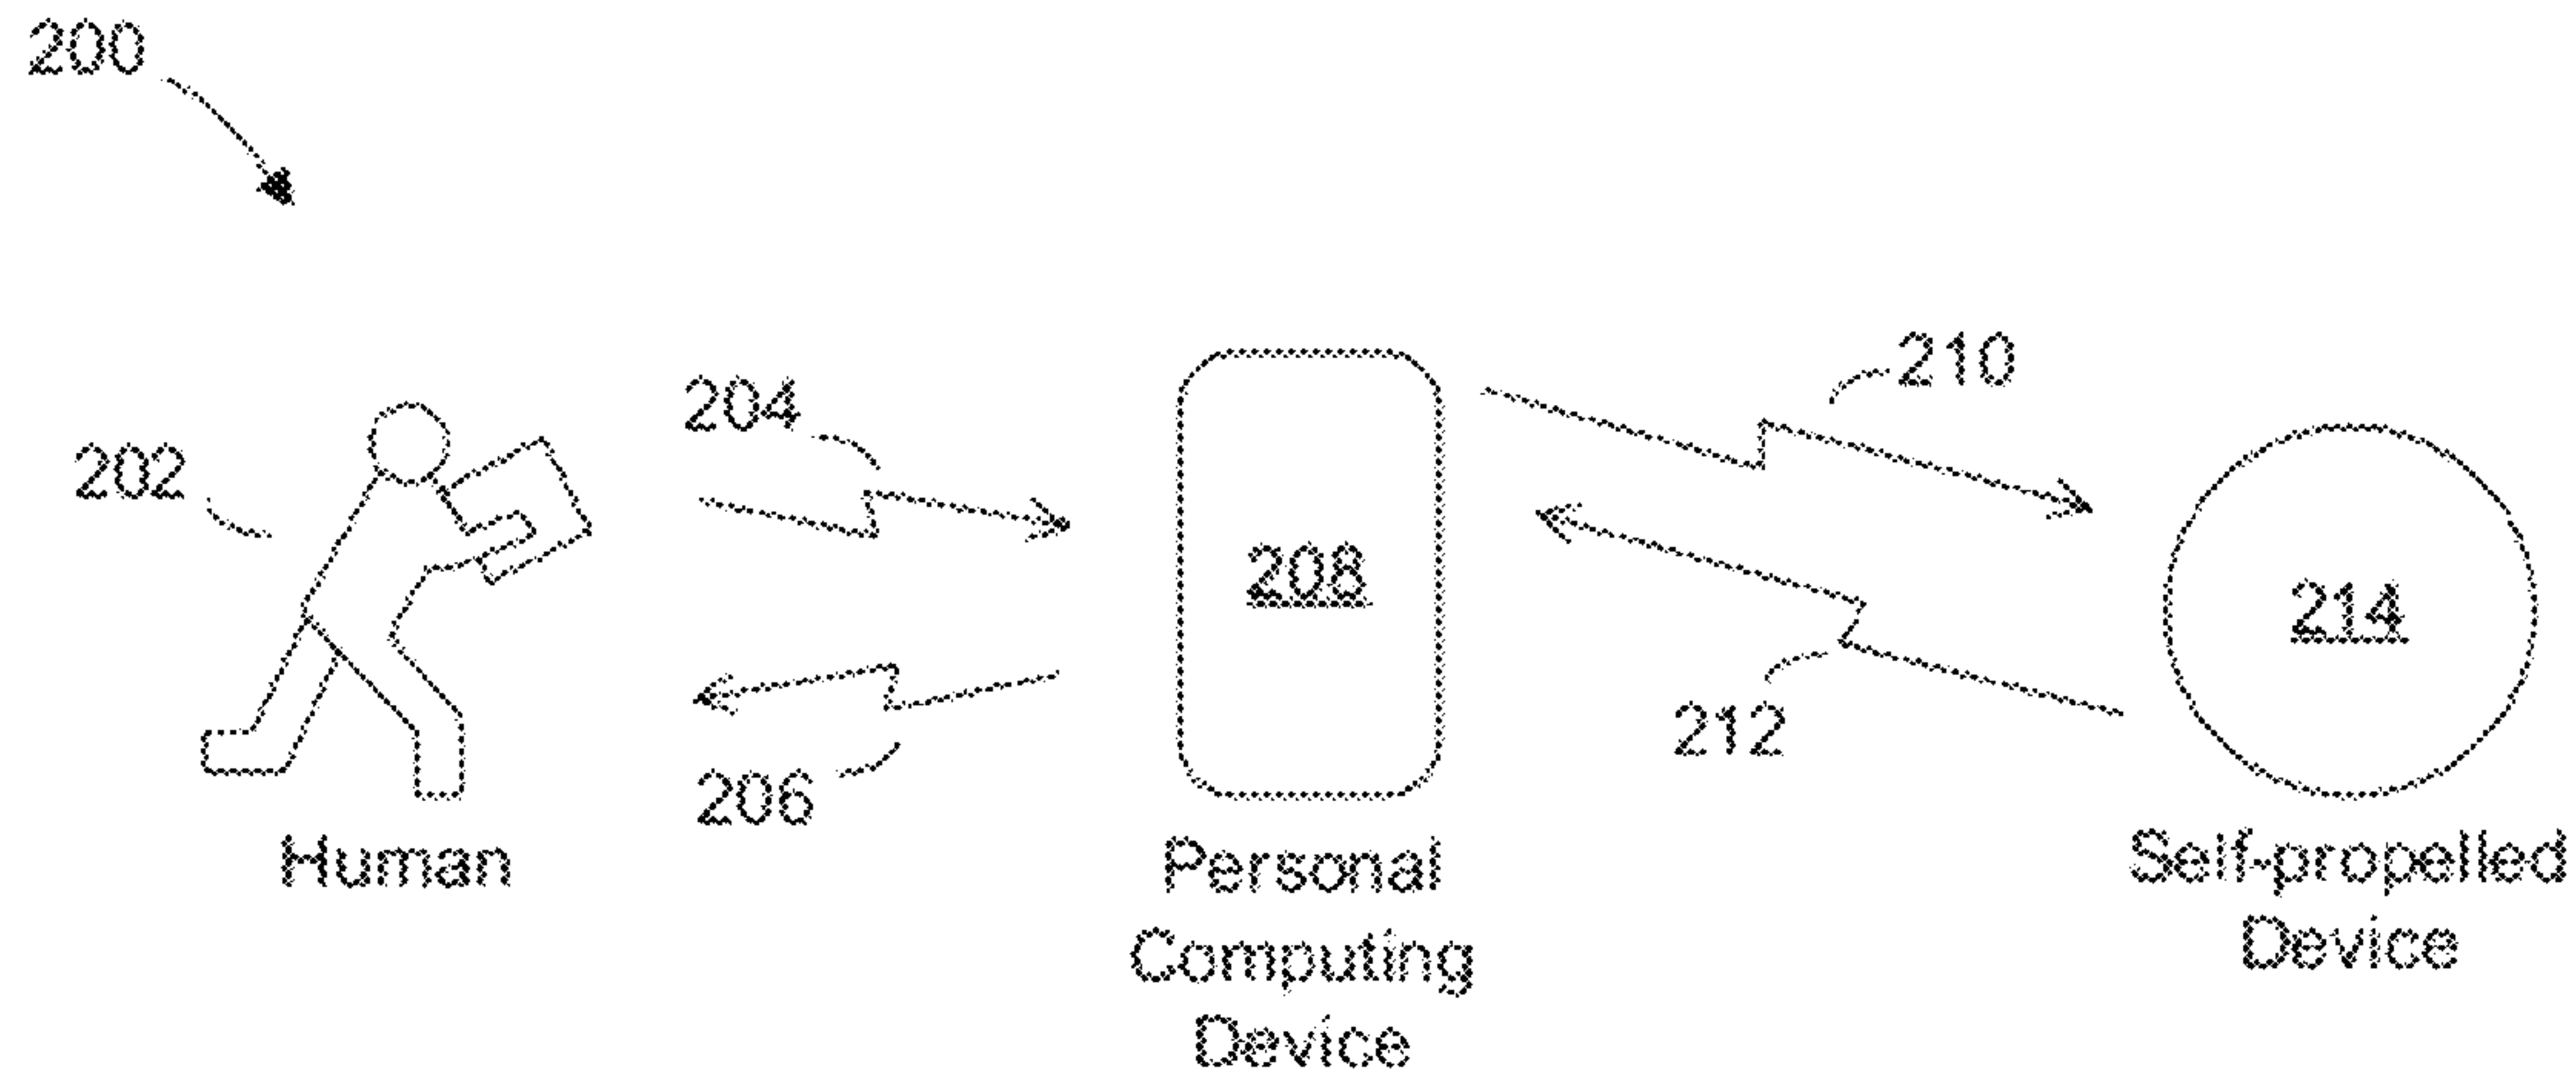 200
210
204
202
208
214
212
206
Human
Personal
Computing
Device
Self-propelled
Device